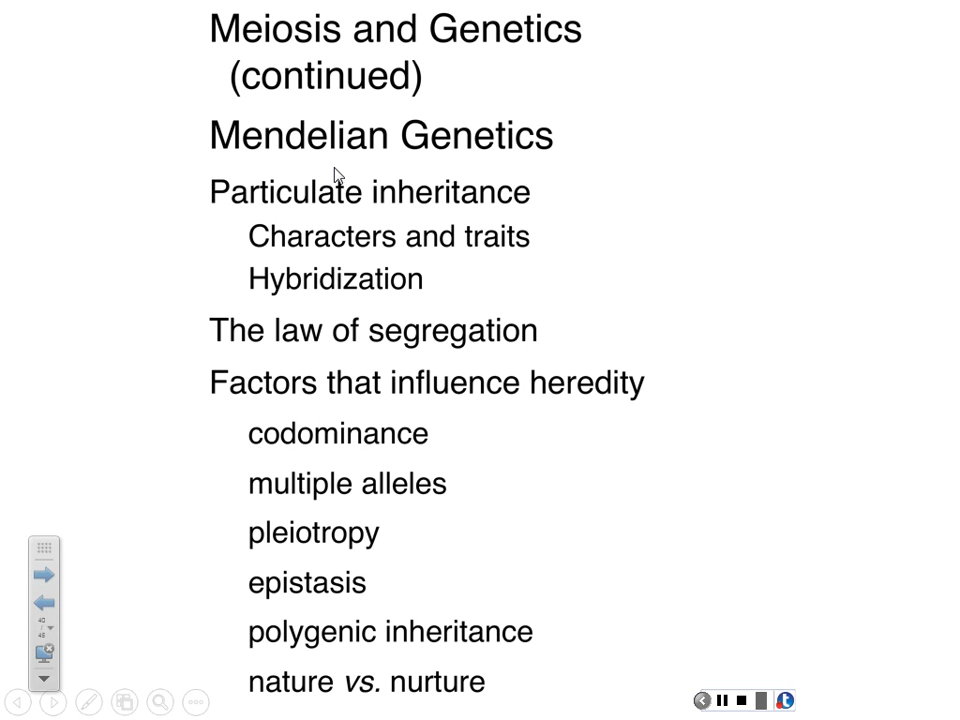 Meiosis and Genetics
(continued)
Mendelian Genetics
Particulate inheritance
Characters and traits
Hybridization
The law of segregation
Factors that influence heredity
codominance
multiple alleles
pleiotropy
epistasis
polygenic inheritance
nature vs. nurture